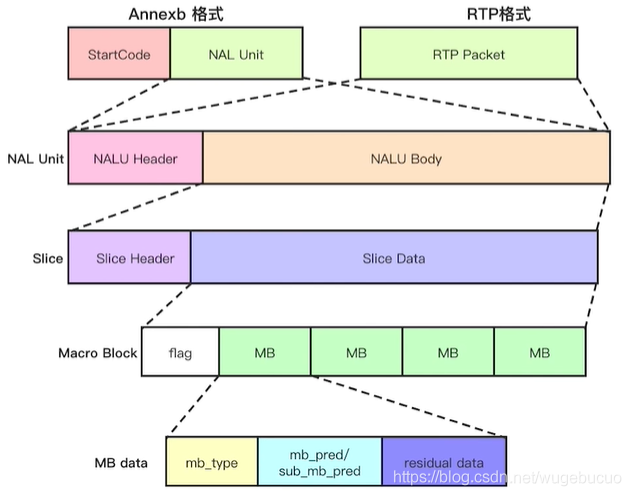 Annexb 格式
RTP格式
StartCode
NAL Unit
RTP Packet
NAL Unit
NALU Header
NALU Body
Slice
Slice Header
Slice Data
Macro Block
flag
MB
MB
MB
MB
MB data
mb_type
mb_pred/
sub_mb_pred
residual data
https://blog.csdn.net/wugebucuo